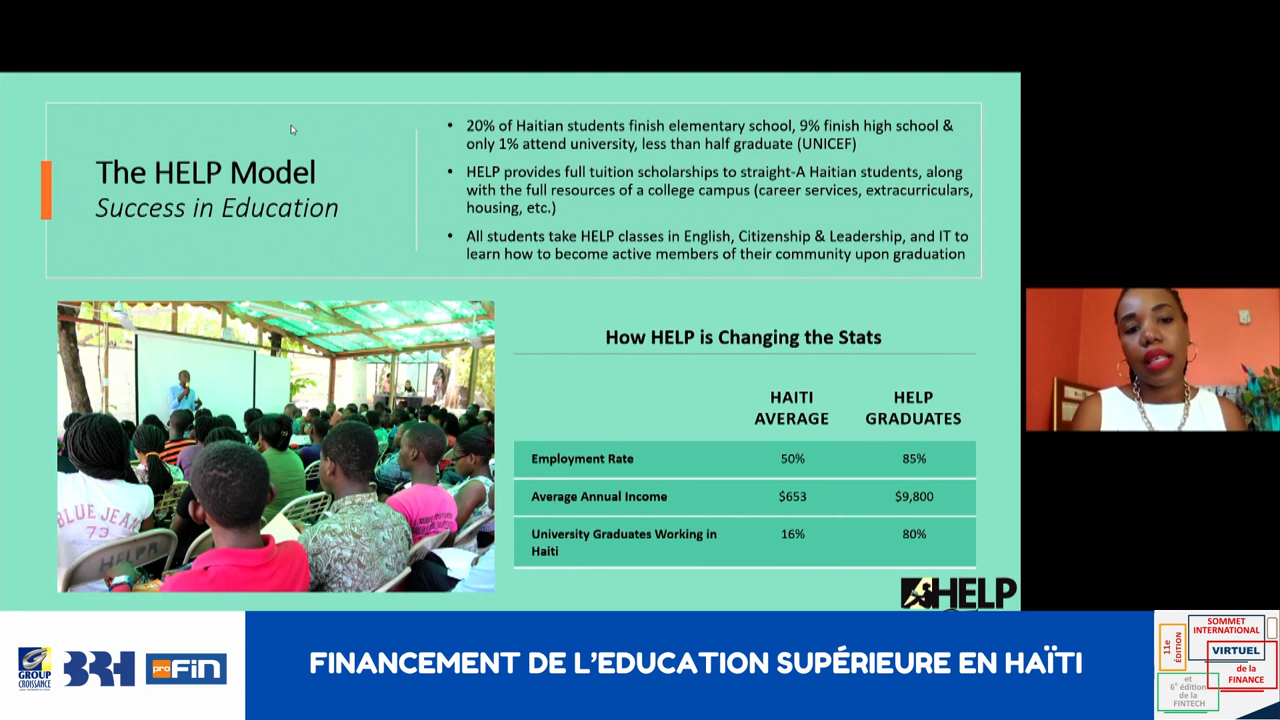 The HELP Model
Success in Education
• 20% of Haitian students finish elementary school, 9% finish high school &
only 1% attend university, less than half graduate (UNICEF)
• HELP provides full tuition scholarships to straight-A Haitian students, along
with the full resources of a college campus (career services, extracurriculars,
housing, etc.)
• All students take HELP classes in English, Citizenship & Leadership, and IT to
learn how to become active members of their community upon graduation
BLUE JEAN
73
HELP
How HELP is Changing the Stats
HAITI
AVERAGE
HELP
GRADUATES
Employment Rate 50% 85%
Average Annual Income $653 $9,800
University Graduates Working in
Haiti 16% 80%
HELP
GROUP
CROISSANCE
BRH
proFin
FINANCEMENT DE L’EDUCATION SUPÉRIEURE EN HAÏTI
11e
ÉDITION
SOMMET
INTERNATIONAL
VIRTUEL
de la
FINANCE
et
6e édition
de la
FINTECH